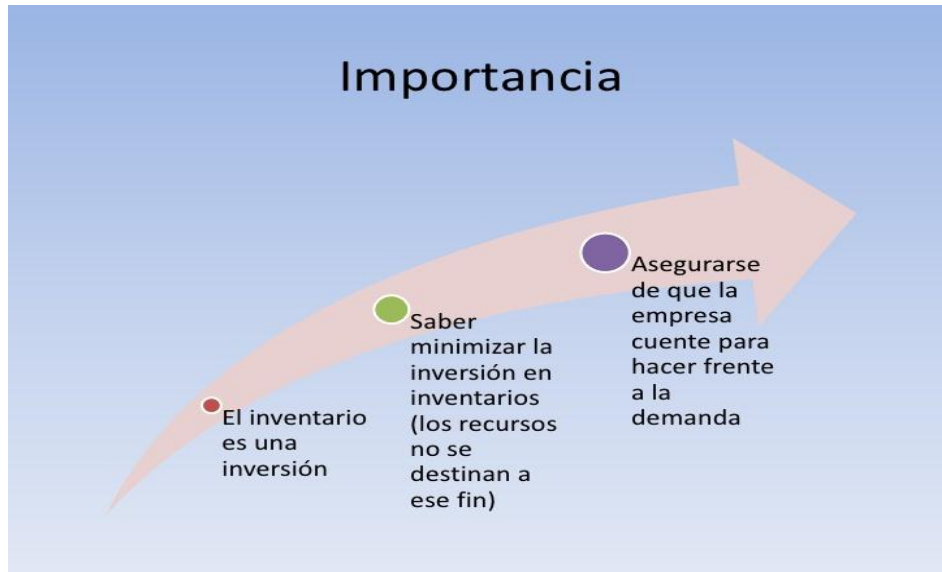 Importancia
El inventario
es una
inversión
Saber
minimizar la
inversión en
inventarios
(los recursos
no se
destinan a
ese fin)
Asegurarse
de que la
empresa
cuente para
hacer frente
a la
demanda